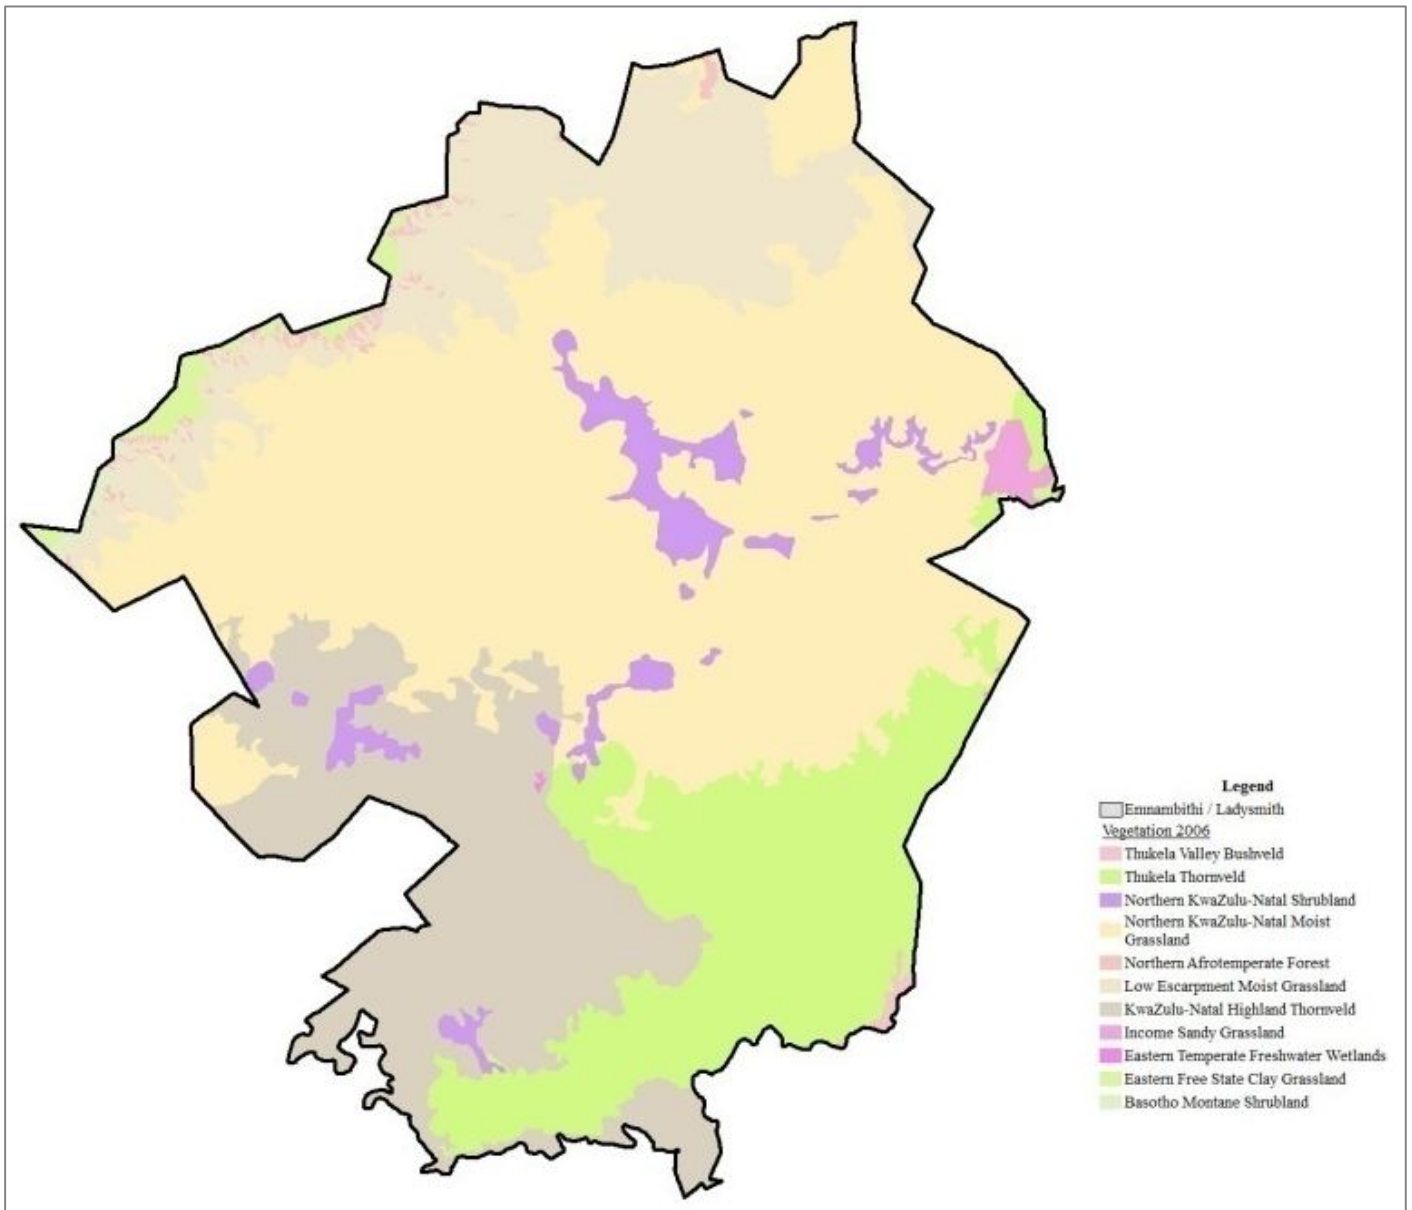 Legend
Emnambithi / Ladysmith
Vegetation 2006
Thukela Valley Bushveld
Thukela Thornveld
Northern KwaZulu-Natal Shrubland
Northern KwaZulu-Natal Moist
Grassland
Northern Afrotemperate Forest
Low Escarpment Moist Grassland
KwaZulu-Natal Highland Thornveld
Income Sandy Grassland
Eastern Temperate Freshwater Wetlands
Eastern Free State Clay Grassland
Basotho Montane Shrubland